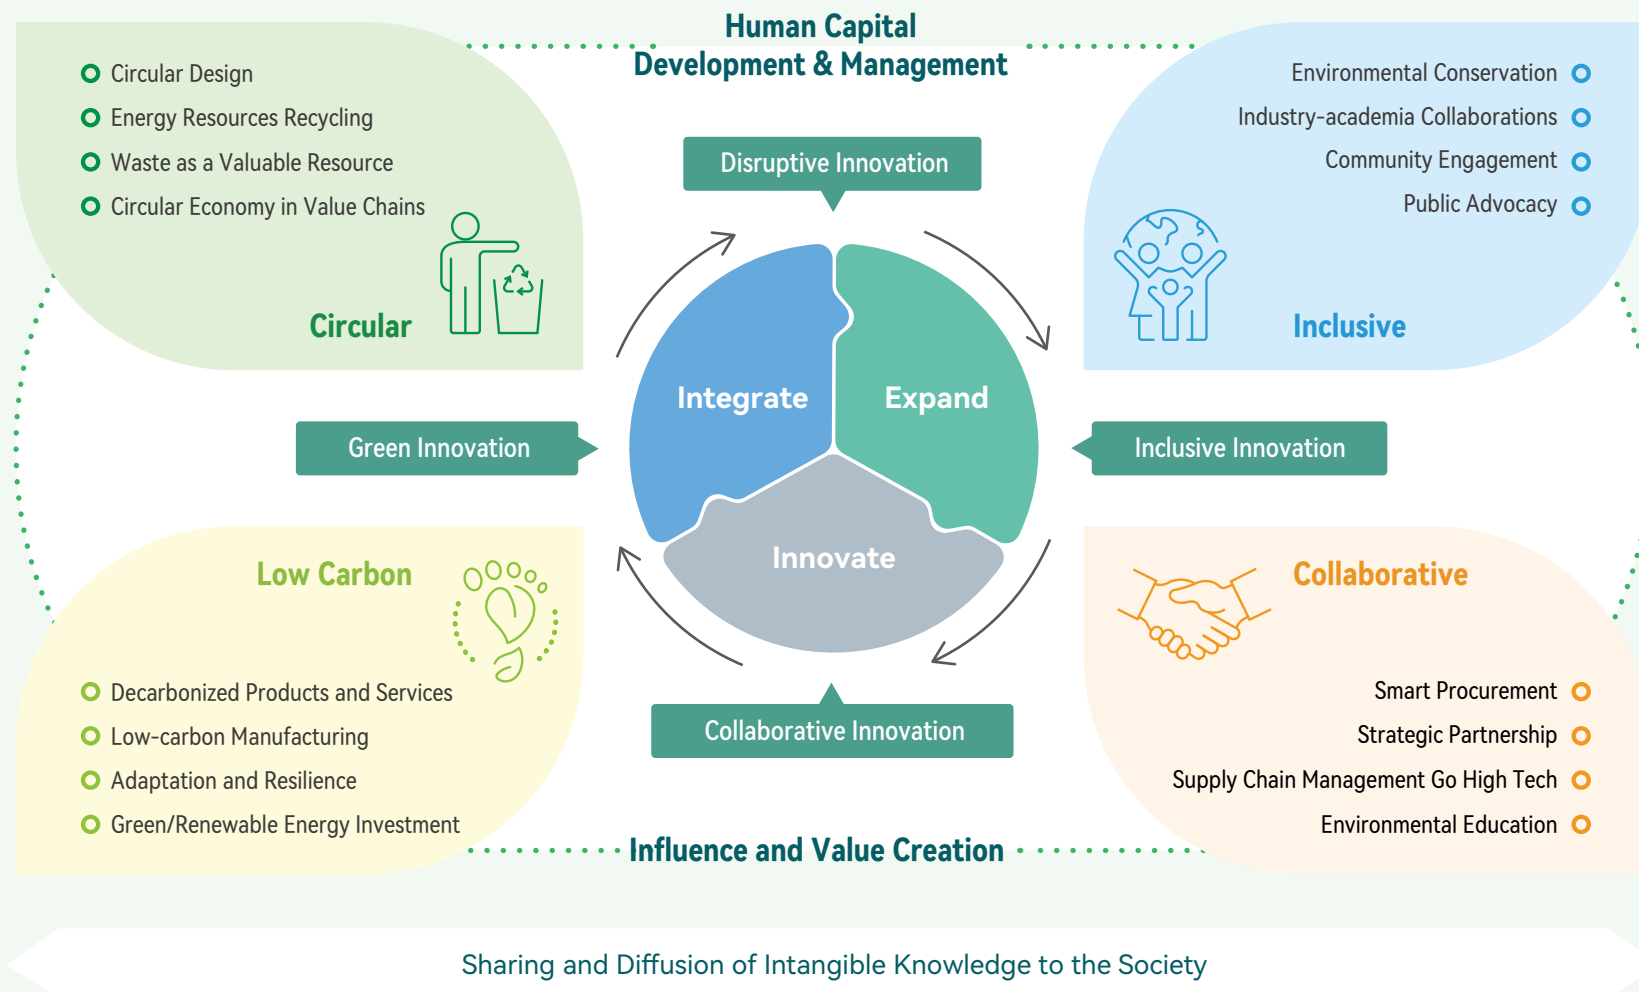 Human Capital
Development & Management
Circular Design
Energy Resources Recycling
Waste as a Valuable Resource
Circular Economy in Value Chains
Circular
Disruptive Innovation
Environmental Conservation
Industry-academia Collaborations
Community Engagement
Public Advocacy
Inclusive
Integrate
Expand
Innovate
Green Innovation
Inclusive Innovation
Collaborative Innovation
Low Carbon
Decarbonized Products and Services
Low-carbon Manufacturing
Adaptation and Resilience
Green/Renewable Energy Investment
Collaborative
Smart Procurement
Strategic Partnership
Supply Chain Management Go High Tech
Environmental Education
Influence and Value Creation
Sharing and Diffusion of Intangible Knowledge to the Society